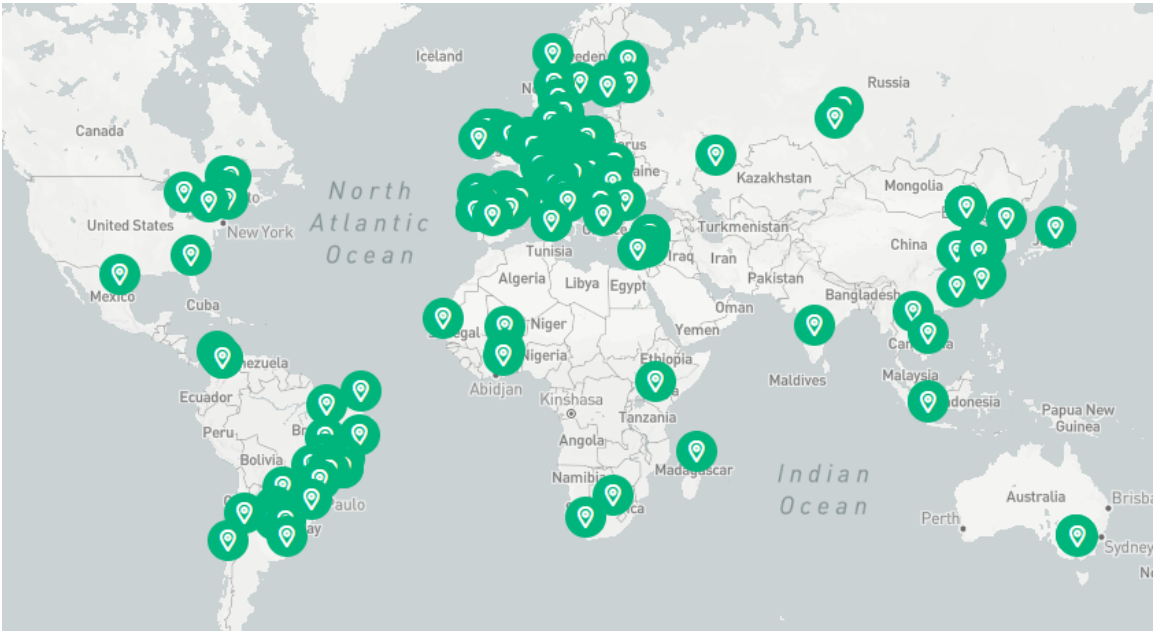 Iceland
Russia
Canada
Kazakhstan
Mongolia
North
Atlantic
Ocean
United States
New York
Turkmenistan
China
Tunisia
Iraq
Iran
Algeria
Libya
Egypt
Pakistan
Mexico
Bangladesh
Cuba
Oman
Niger
Yemen
Nigeria
Ethiopia
Malaysia
Maldives
Abidjan
Ecuador
Kinshasa
Papua New
Guinea
Tanzania
Peru
Angola
Bolivia
Madagascar
Indian
Ocean
Australia
Perth
Sydney